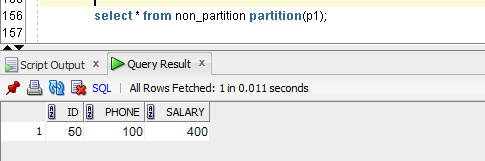 156 select * from non_partition partition(p1);
157
Script Output x Query Result x
SQL | All Rows Fetched: 1 in 0.011 seconds
ID PHONE SALARY
1 50 100 400